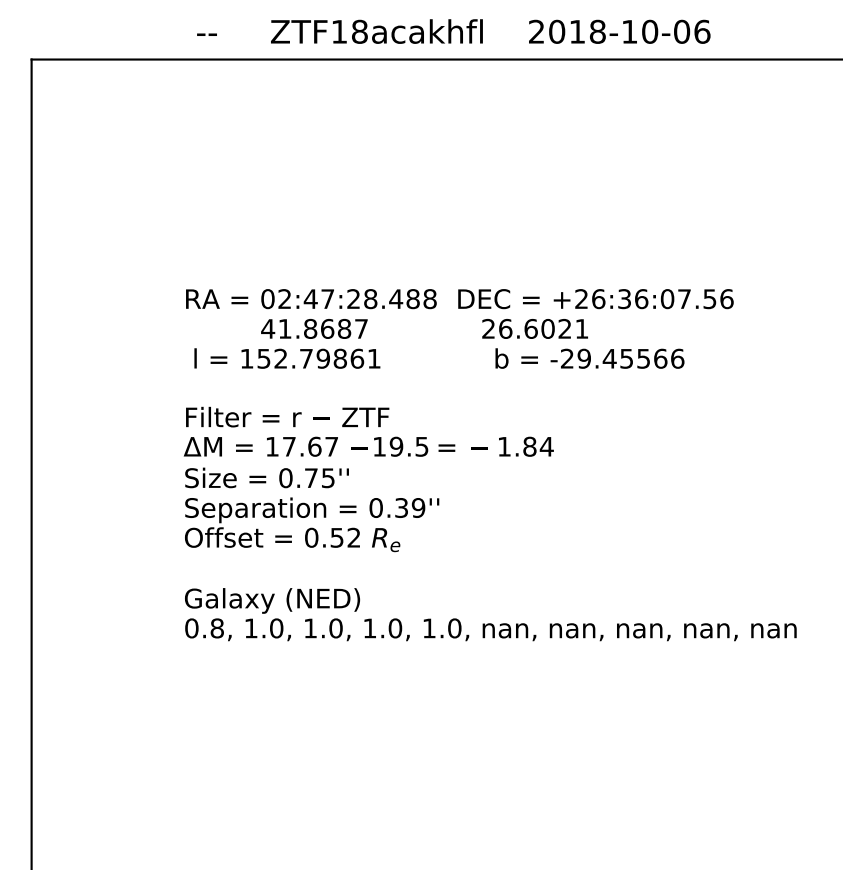 -- ZTF18acakhfl 2018-10-06
RA = 02:47:28.488 DEC = +26:36:07.56
41.8687 26.6021
l = 152.79861 b = -29.45566
Filter = r − ZTF
ΔM = 17.67 −19.5 = − 1.84
Size = 0.75''
Separation = 0.39''
Offset = 0.52 Re
Galaxy (NED)
0.8, 1.0, 1.0, 1.0, 1.0, nan, nan, nan, nan, nan